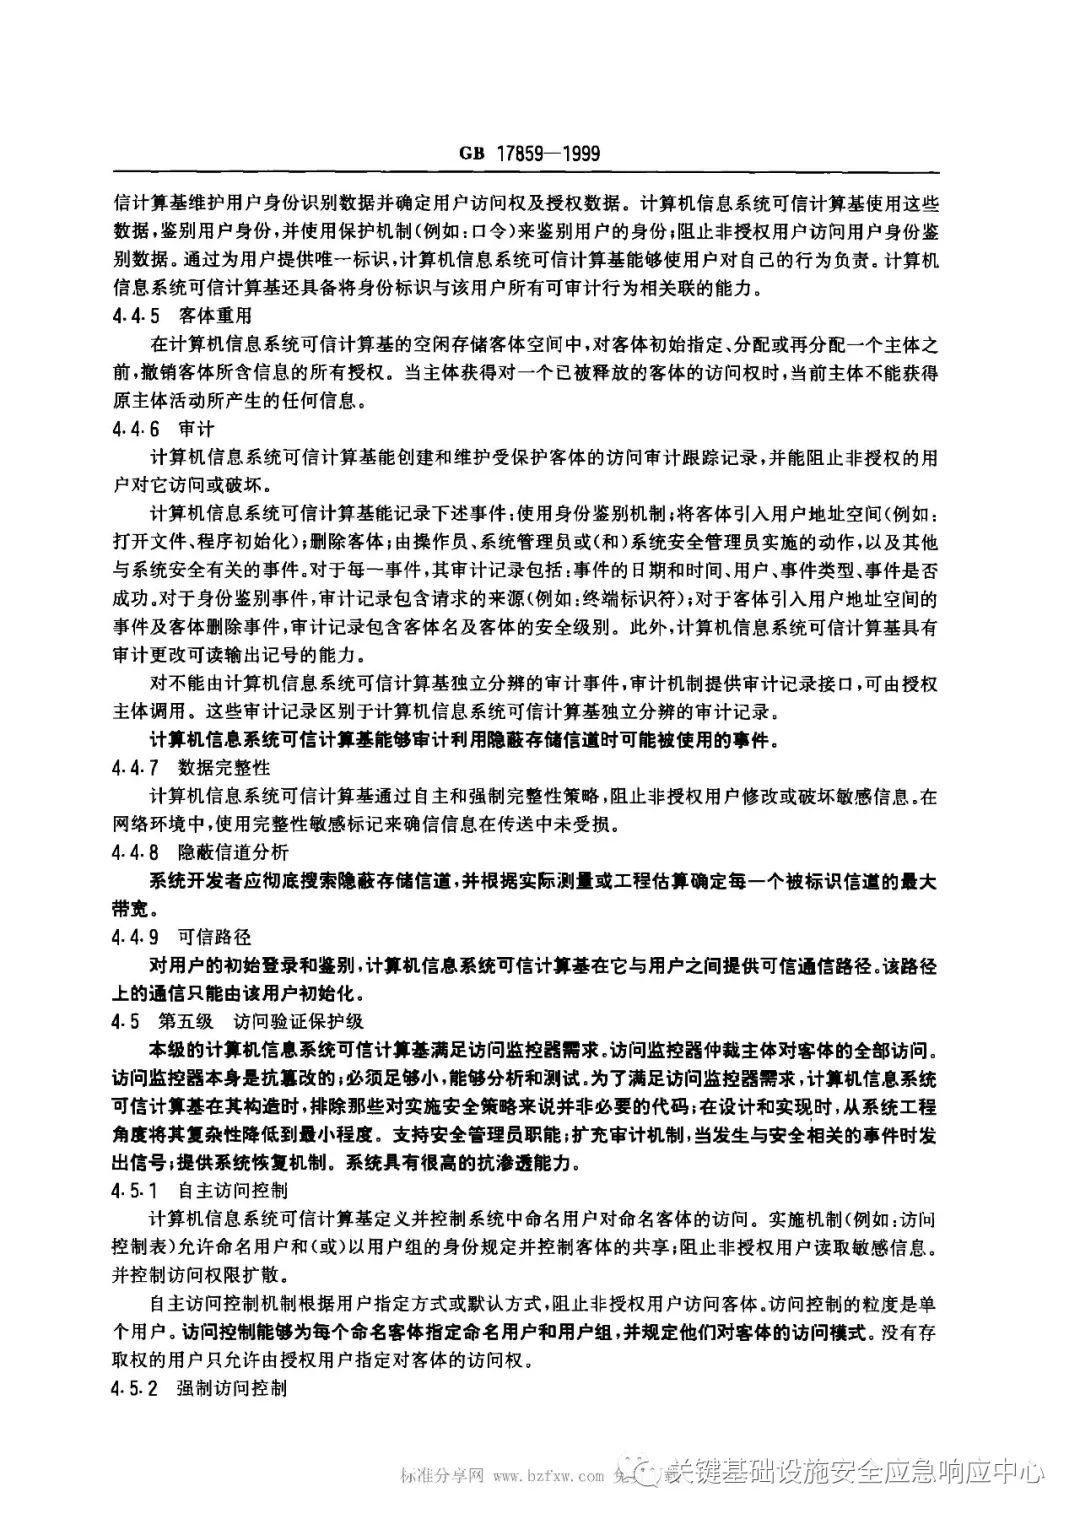 GB 17859—1999
信计算基维护用户身份识别数据并确定用户访问权及授权数据。计算机信息系统可信计算基使用这些
数据,鉴别用户身份,并使用保护机制(例如:口令)来鉴别用户的身份;阻止非授权用户访问用户身份鉴
别数据。通过为用户提供唯一标识,计算机信息系统可信计算基能够使用户对自己的行为负责。计算机
信息系统可信计算基还具备将身份标识与该用户所有可审计行为相关联的能力。
4.4.5 客体重用
在计算机信息系统可信计算基的空闲存储客体空间中,对客体初始指定、分配或再分配一个主体之
前,撤销客体所含信息的所有授权。当主体获得对一个已被释放的客体的访问权时,当前主体不能获得
原主体活动所产生的任何信息。
4.4.6 审计
计算机信息系统可信计算基能创建和维护受保护客体的访问审计跟踪记录,并能阻止非授权的用
户对它访问或破坏。
计算机信息系统可信计算基能记录下述事件:使用身份鉴别机制;将客体引入用户地址空间(例如:
打开文件、程序初始化);删除客体;由操作员、系统管理员或(和)系统安全管理员实施的动作,以及其他
与系统安全有关的事件。对于每一事件,其审计记录包括:事件的日期和时间、用户、事件类型、事件是否
成功。对于身份鉴别事件,审计记录包含请求的来源(例如:终端标识符);对于客体引入用户地址空间的
事件及客体删除事件,审计记录包含客体名及客体的安全级别。此外,计算机信息系统可信计算基具有
审计更改可读输出记号的能力。
对不能由计算机信息系统可信计算基独立分辨的审计事件,审计机制提供审计记录接口,可由授权
主体调用。这些审计记录区别于计算机信息系统可信计算基独立分辨的审计记录。
计算机信息系统可信计算基能够审计利用隐蔽存储信道时可能被使用的事件。
4.4.7 数据完整性
计算机信息系统可信计算基通过自主和强制完整性策略,阻止非授权用户修改或破坏敏感信息。在
网络环境中,使用完整性敏感标记来确信信息在传送中未受损。
4.4.8 隐蔽信道分析
系统开发者应彻底搜索隐蔽存储信道,并根据实际测量或工程估算确定每一个被标识信道的最大
带宽。
4.4.9 可信路径
对用户的初始登录和鉴别,计算机信息系统可信计算基在它与用户之间提供可信通信路径。该路径
上的通信只能由该用户初始化。
4.5 第五级 访问验证保护级
本级的计算机信息系统可信计算基满足访问监控器需求。访问监控器仲裁主体对客体的全部访问。
访问监控器本身是抗篡改的;必须足够小,能够分析和测试。为了满足访问监控器需求,计算机信息系统
可信计算基在其构造时,排除那些对实施安全策略来说并非必要的代码;在设计和实现时,从系统工程
角度将其复杂性降低到最小程度。支持安全管理员职能;扩充审计机制,当发生与安全相关的事件时发
出信号;提供系统恢复机制。系统具有很高的抗渗透能力。
4.5.1 自主访问控制
计算机信息系统可信计算基定义并控制系统中命名用户对命名客体的访问。实施机制(例如:访问
控制表)允许命名用户和(或)以用户组的身份规定并控制客体的共享;阻止非授权用户读取敏感信息。
并控制访问权限扩散。
自主访问控制机制根据用户指定方式或默认方式,阻止非授权用户访问客体。访问控制的粒度是单
个用户。访问控制能够为每个命名客体指定命名用户和用户组,并规定他们对客体的访问模式。没有存
取权的用户只允许由授权用户指定对客体的访问权。
4.5.2 强制访问控制
标准分享网 www.bzfxw.com 免 下载
关键基础设施安全应急响应中心